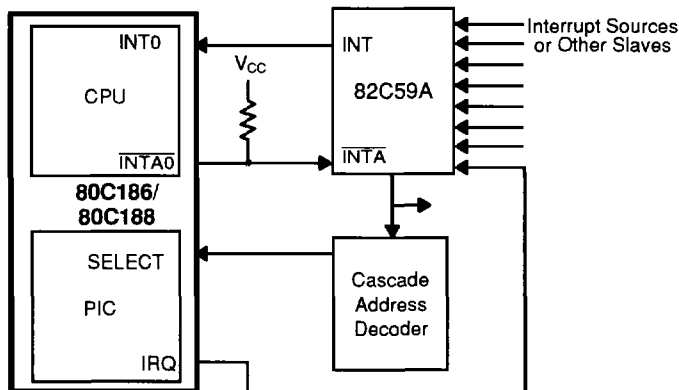 INT0
CPU
INTA0
80C186/
80C188
SELECT
PIC
IRQ
VCC
INT
82C59A
INTA
Cascade
Address
Decoder
Interrupt Sources
or Other Slaves